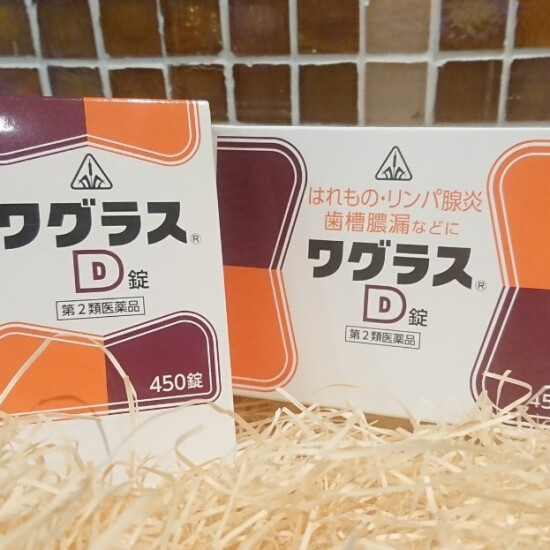 ワグラス®
D錠
第2類医薬品
450錠
はれもの・リンパ腺炎
歯槽膿漏などに
ワグラス®
D錠
第2類医薬品